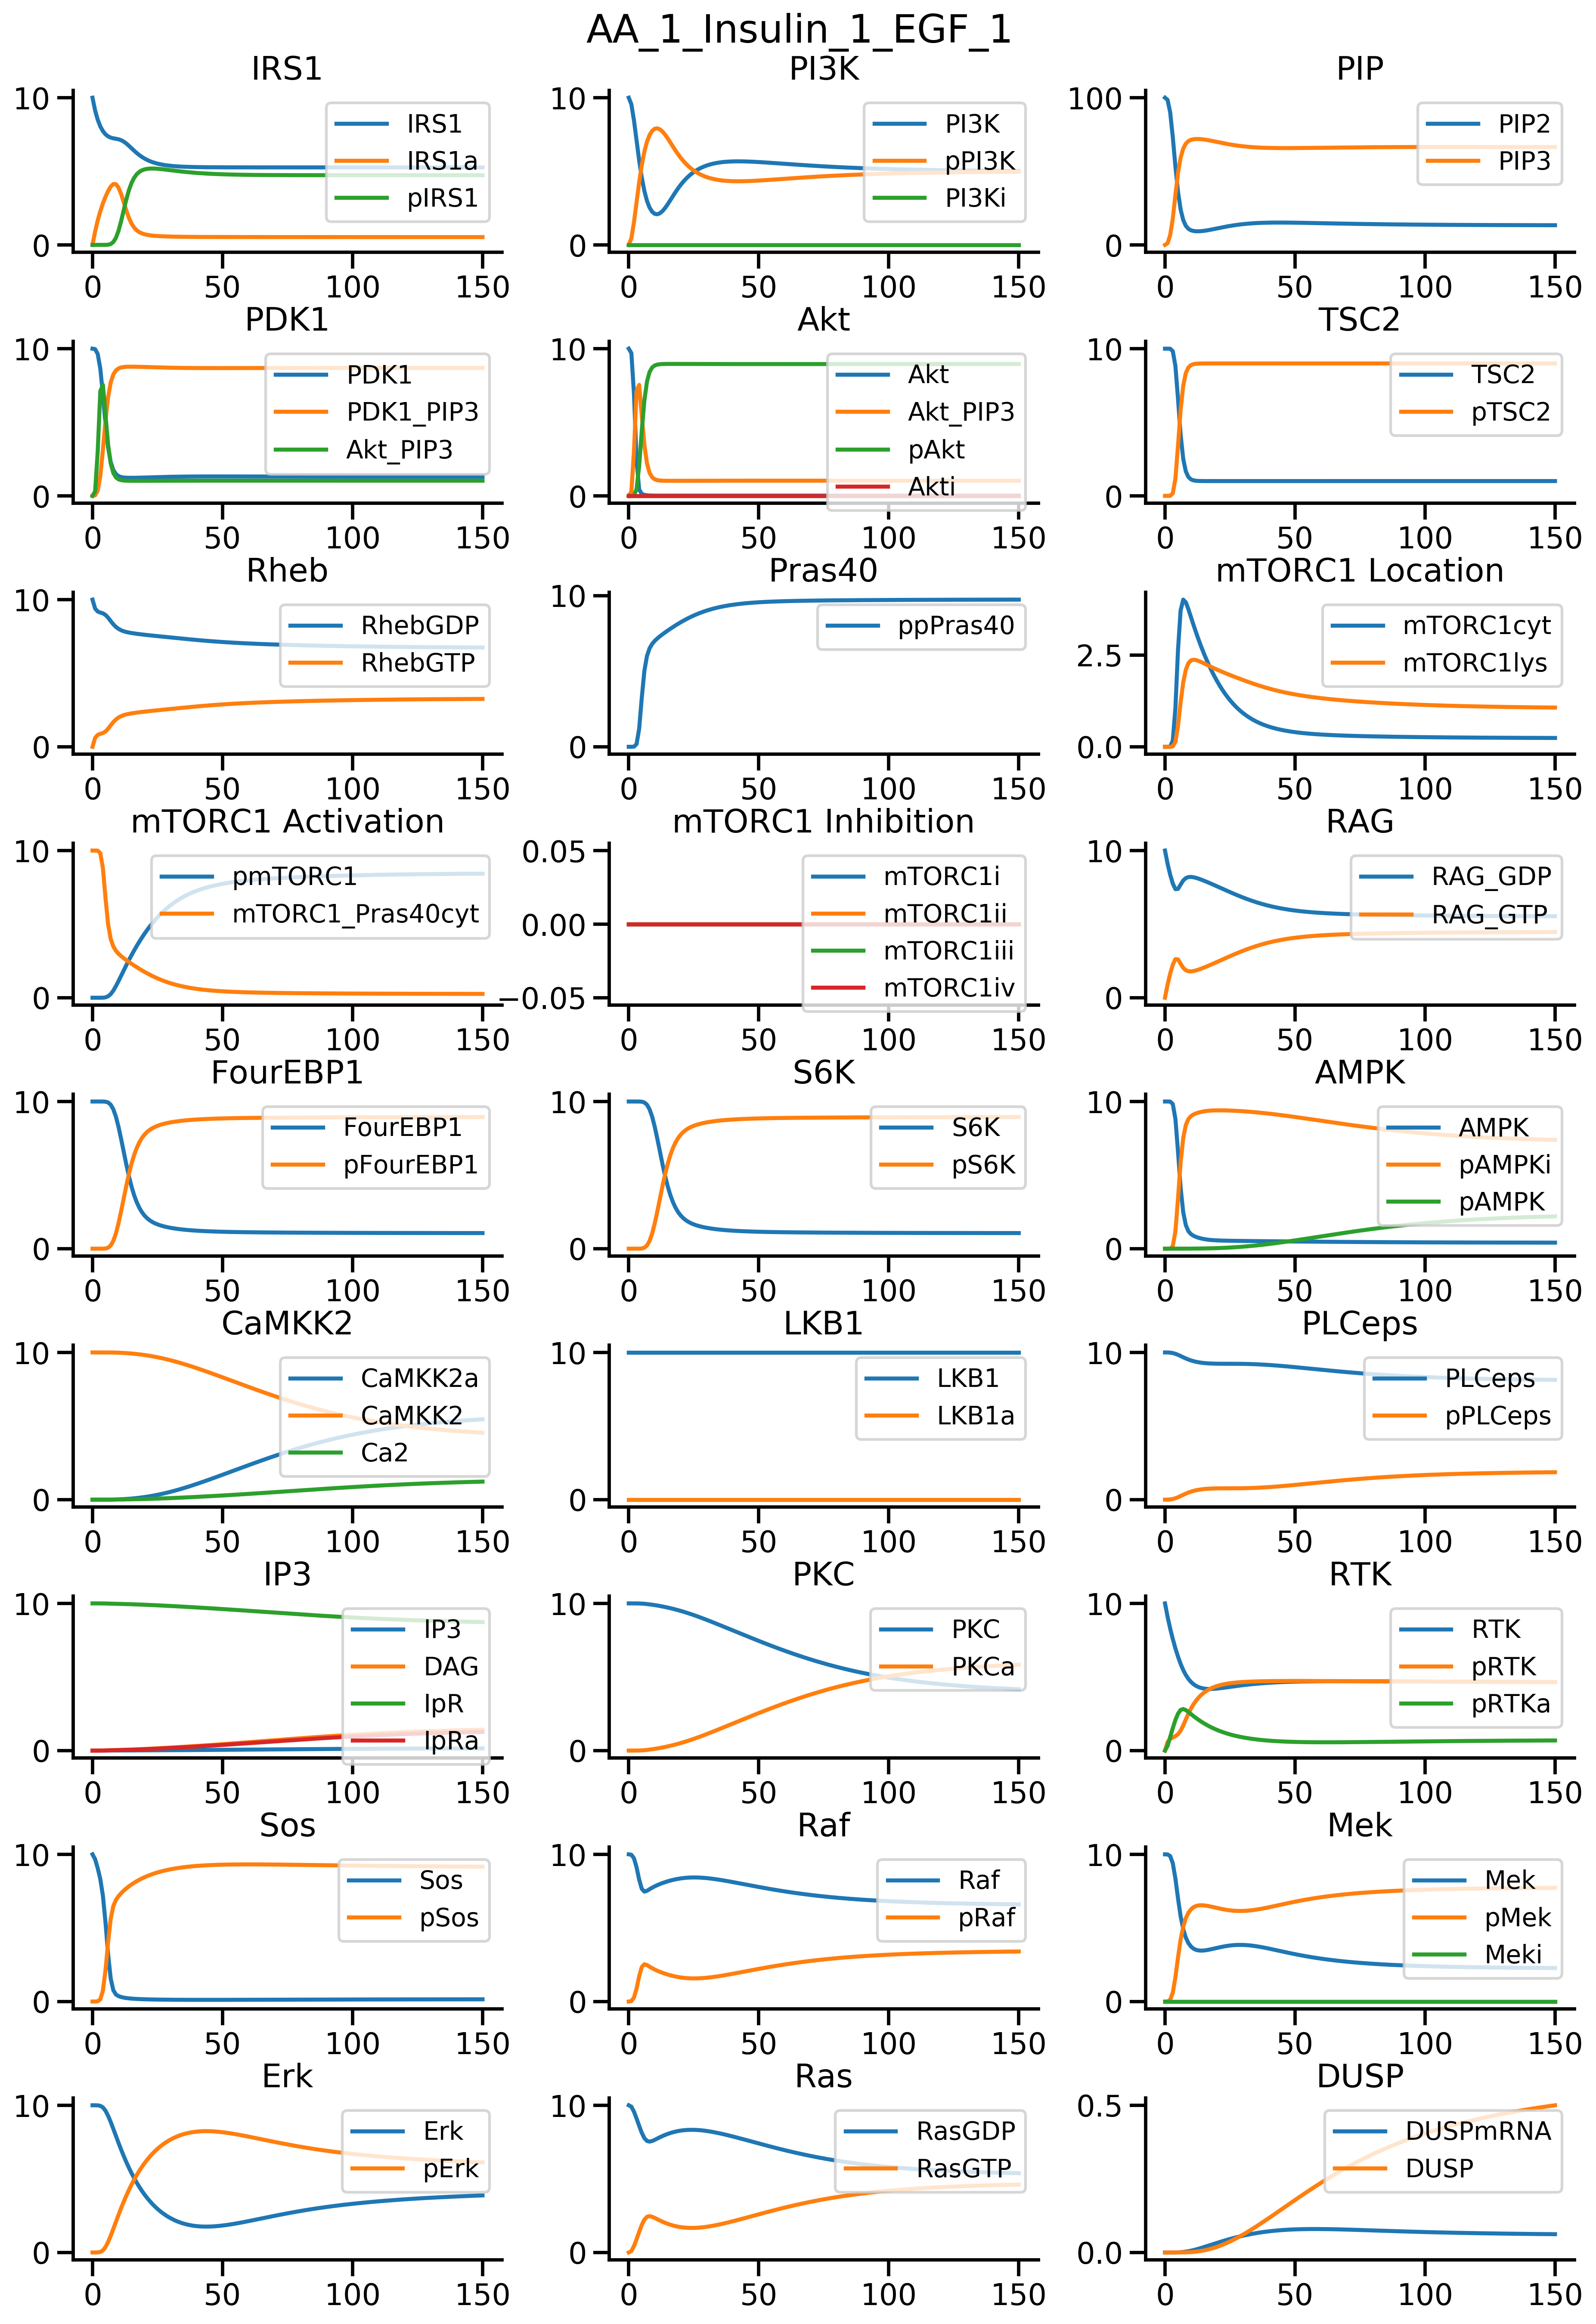 AA_1_Insulin_1_EGF_1
IRS1
10
0
0 50 100 150
IRS1
IRS1a
pIRS1
PI3K
10
0
0 50 100 150
PI3K
pPI3K
PI3Ki
PIP
100
0
0 50 100 150
PIP2
PIP3
PDK1
10
0
0 50 100 150
PDK1
PDK1_PIP3
Akt_PIP3
Akt
10
0
0 50 100 150
Akt
Akt_PIP3
pAkt
Akti
TSC2
10
0
0 50 100 150
TSC2
pTSC2
Rheb
10
0
0 50 100 150
RhebGDP
RhebGTP
Pras40
10
0
0 50 100 150
ppPras40
mTORC1 Location
2.5
0.0
0 50 100 150
mTORC1cyt
mTORC1lys
mTORC1 Activation
10
0
0 50 100 150
pmTORC1
mTORC1_Pras40cyt
mTORC1 Inhibition
0.05
0.00
−0.05
0 50 100 150
mTORC1i
mTORC1ii
mTORC1iii
mTORC1iv
RAG
10
0
0 50 100 150
RAG_GDP
RAG_GTP
FourEBP1
10
0
0 50 100 150
FourEBP1
pFourEBP1
S6K
10
0
0 50 100 150
S6K
pS6K
AMPK
10
0
0 50 100 150
AMPK
pAMPKi
pAMPK
CaMKK2
10
0
0 50 100 150
CaMKK2a
CaMKK2
Ca2
LKB1
10
0
0 50 100 150
LKB1
LKB1a
PLCeps
10
0
0 50 100 150
PLCeps
pPLCeps
IP3
10
0
0 50 100 150
IP3
DAG
IpR
IpRa
PKC
10
0
0 50 100 150
PKC
PKCa
RTK
10
0
0 50 100 150
RTK
pRTK
pRTKa
Sos
10
0
0 50 100 150
Sos
pSos
Raf
10
0
0 50 100 150
Raf
pRaf
Mek
10
0
0 50 100 150
Mek
pMek
Meki
Erk
10
0
0 50 100 150
Erk
pErk
Ras
10
0
0 50 100 150
RasGDP
RasGTP
DUSP
0.5
0.0
0 50 100 150
DUSPmRNA
DUSP